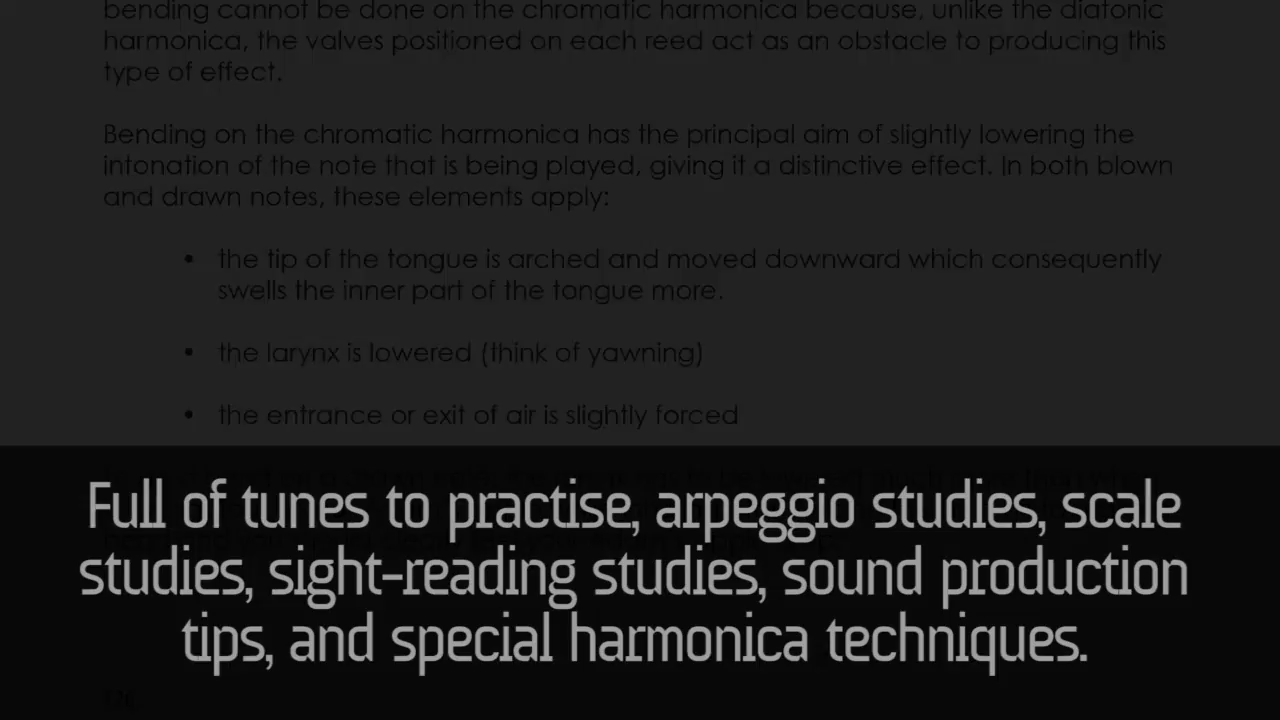 bending cannot be done on the chromatic harmonica because, unlike the diatonic
harmonica, the valves positioned on each reed act as an obstacle to producing this
type of effect.
Bending on the chromatic harmonica has the principal aim of slightly lowering the
intonation of the note that is being played, giving it a distinctive effect. In both blown
and drawn notes, these elements apply:
• the tip of the tongue is arched and moved downward which consequently
swells the inner part of the tongue more.
• the larynx is lowered (think of yawning)
• the entrance or exit of air is slightly forced
Full of tunes to practise, arpeggio studies, scale
studies, sight-reading studies, sound production
tips, and special harmonica techniques.